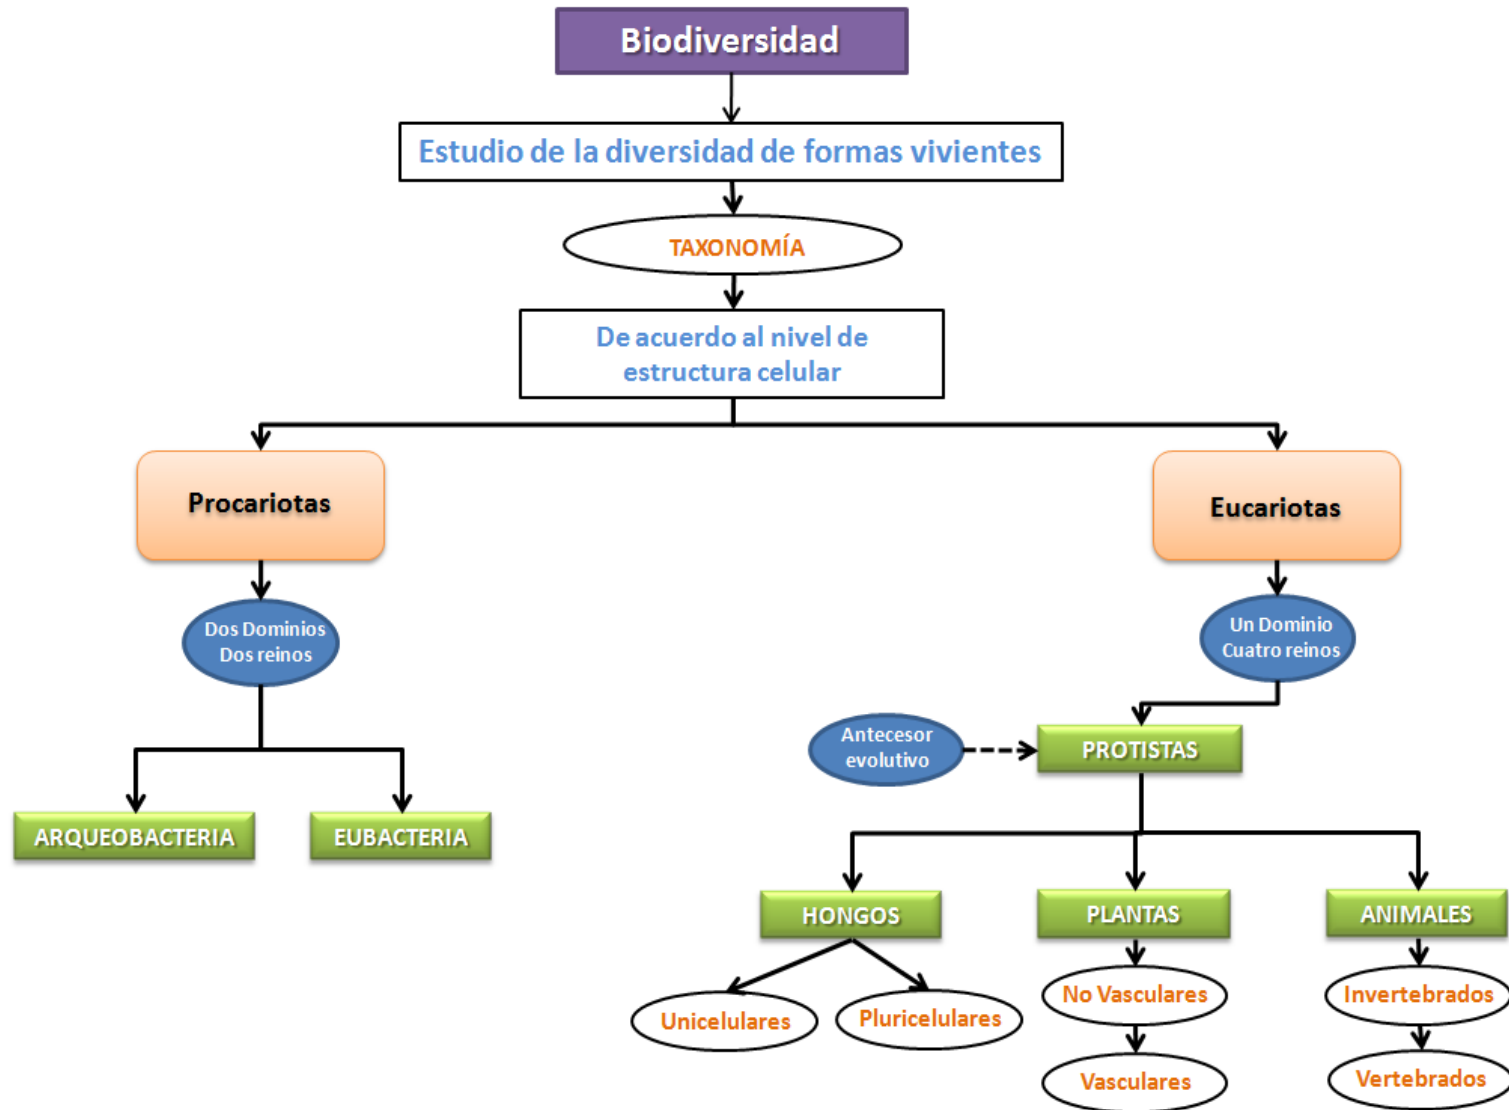 Biodiversidad
Estudio de la diversidad de formas vivientes
TAXONOMÍA
De acuerdo al nivel de
estructura celular
Procariotas
Eucariotas
Dos Dominios
Dos reinos
Un Dominio
Cuatro reinos
Antecesor
evolutivo
PROTISTAS
ARQUEOBACTERIA
EUBACTERIA
HONGOS
PLANTAS
ANIMALES
Unicelulares
Pluricelulares
No Vasculares
Invertebrados
Vasculares
Vertebrados